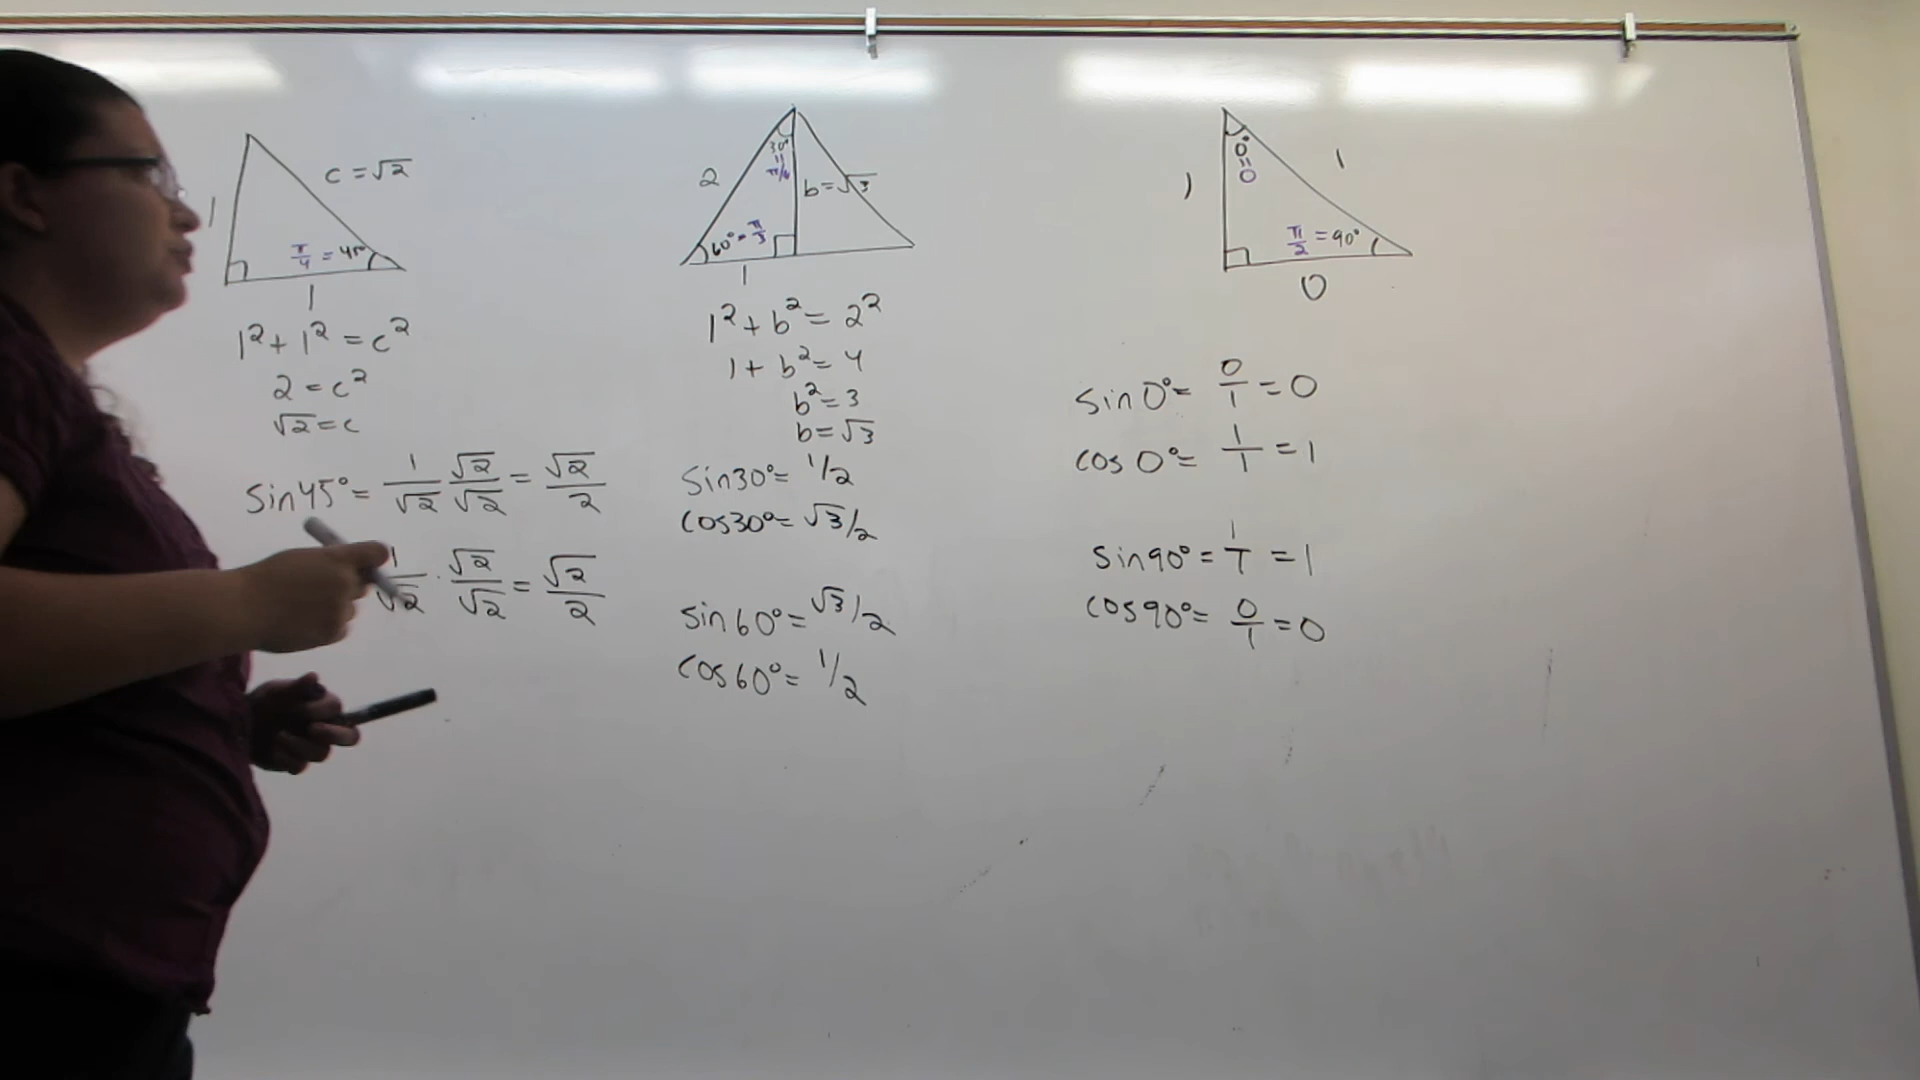 1
c = √2
π/4 = 45°
1
1² + 1² = c²
2 = c²
√2 = c
sin45° = 1/√2 √2/√2 = √2/2
1/√2 · √2/√2 = √2/2
2
30°
=
π/6
b = √3
60° = π/3
1
1² + b² = 2²
1 + b² = 4
b² = 3
b = √3
sin30° = 1/2
cos30° = √3/2
sin60° = √3/2
cos60° = 1/2
1
0°
=
0
1
π/2 = 90°
0
sin0° = 0/1 = 0
cos0° = 1/1 = 1
sin90° = 1/1 = 1
cos90° = 0/1 = 0